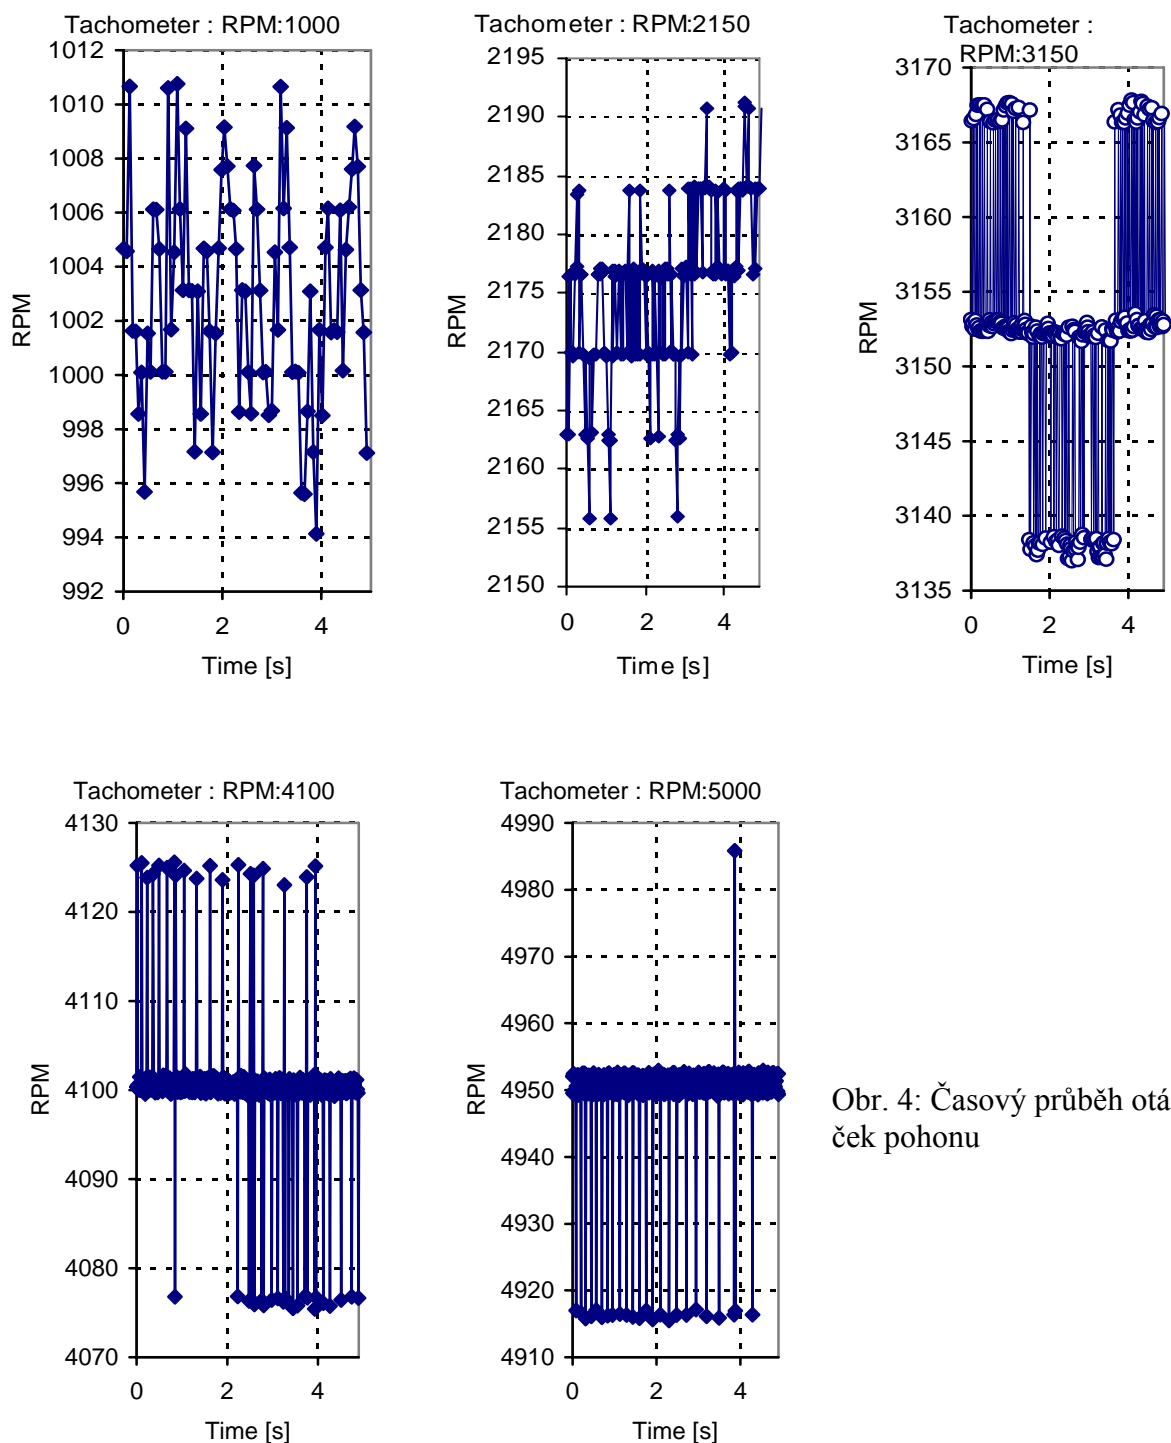 Tachometer : RPM:1000
1012
1010
1008
1006
1004
1002
1000
998
996
994
992
RPM
0 2 4
Time [s]
Tachometer : RPM:2150
2195
2190
2185
2180
2175
2170
2165
2160
2155
2150
RPM
0 2 4
Time [s]
Tachometer :
RPM:3150
3170
3165
3160
3155
3150
3145
3140
3135
RPM
0 2 4
Time [s]
Tachometer : RPM:4100
4130
4120
4110
4100
4090
4080
4070
RPM
0 2 4
Time [s]
Tachometer : RPM:5000
4990
4980
4970
4960
4950
4940
4930
4920
4910
RPM
0 2 4
Time [s]
Obr. 4: Časový průběh otá
ček pohonu